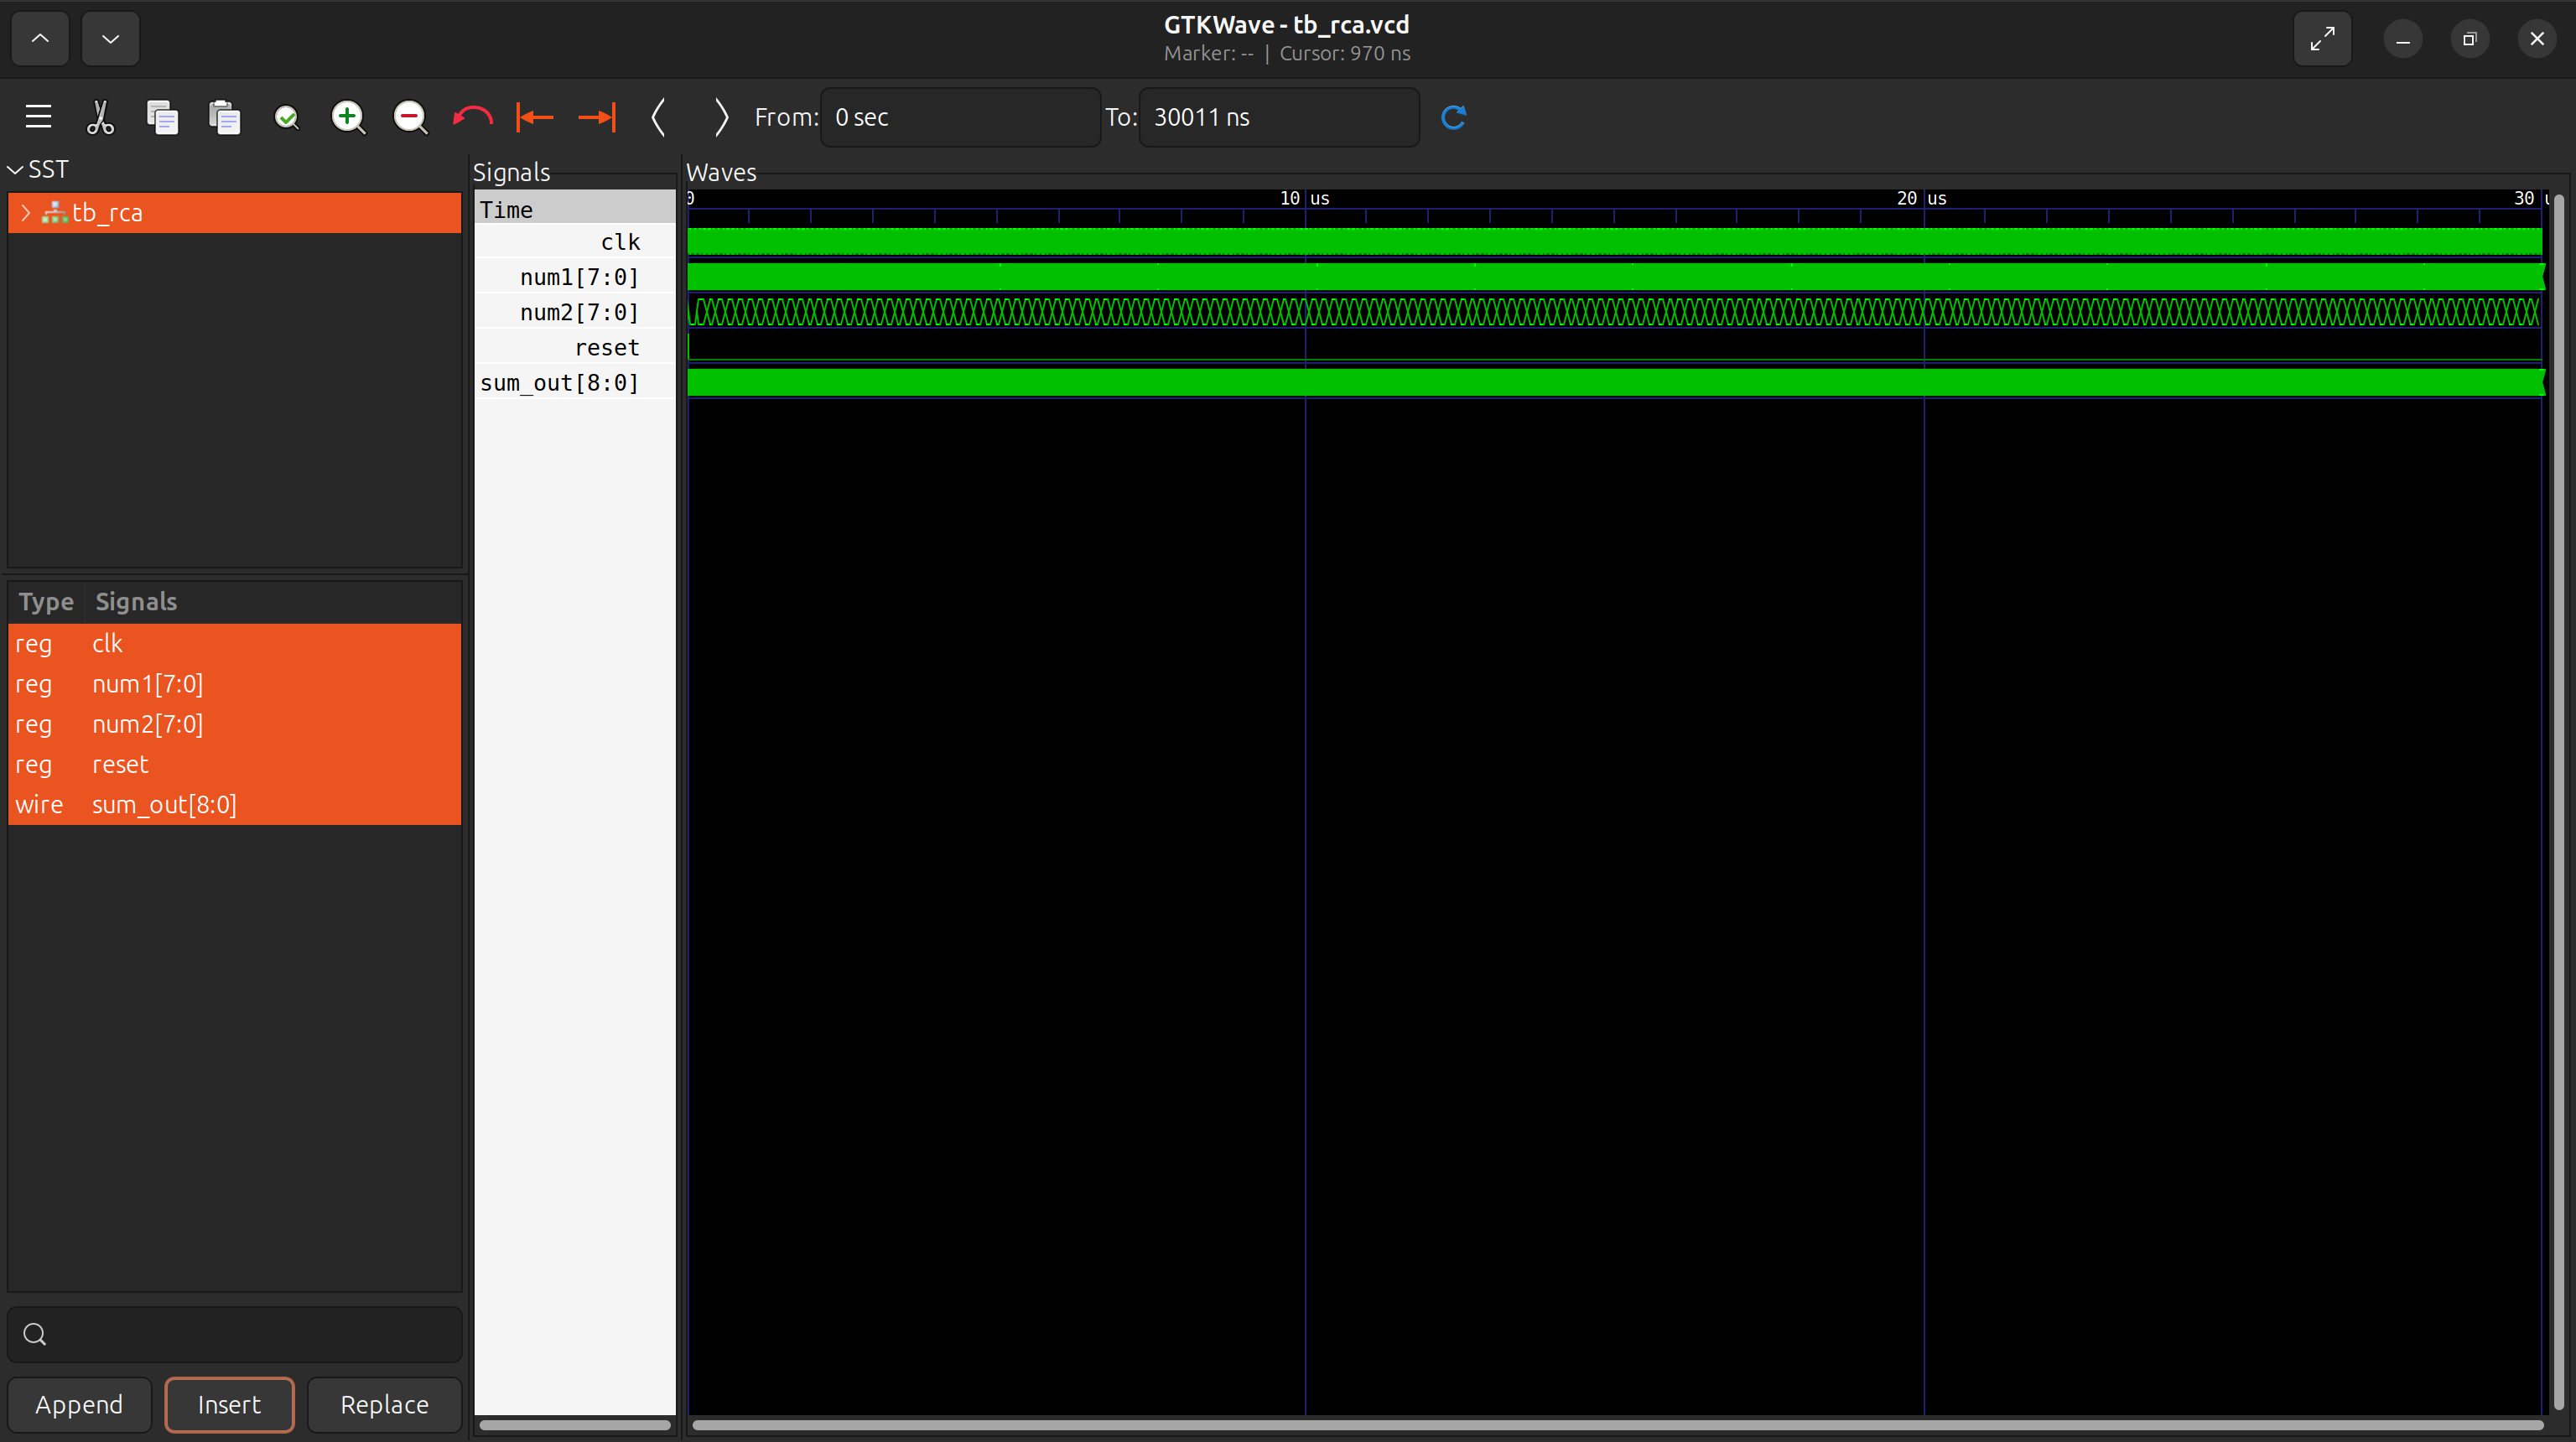 GTKWave - tb_rca.vcd
Marker: -- | Cursor: 970 ns
From: 0 sec To: 30011 ns
SST
tb_rca
Type Signals
reg clk
reg num1[7:0]
reg num2[7:0]
reg reset
wire sum_out[8:0]
Append Insert Replace
Signals
Time
clk
num1[7:0]
num2[7:0]
reset
sum_out[8:0]
Waves
0 10 us 20 us 30 u